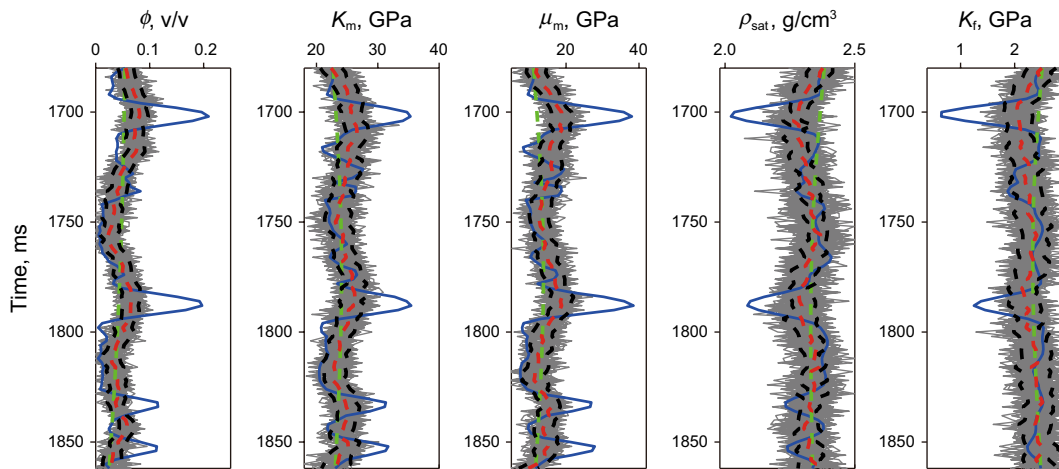 ϕ, v/v
K_m, GPa
μ_m, GPa
ρ_sat, g/cm³
K_f, GPa
0 0.1 0.2
20 30 40
20 40
2.0 2.5
1 2
Time, ms
1700 1700 1700 1700 1700
1750 1750 1750 1750 1750
1800 1800 1800 1800 1800
1850 1850 1850 1850 1850